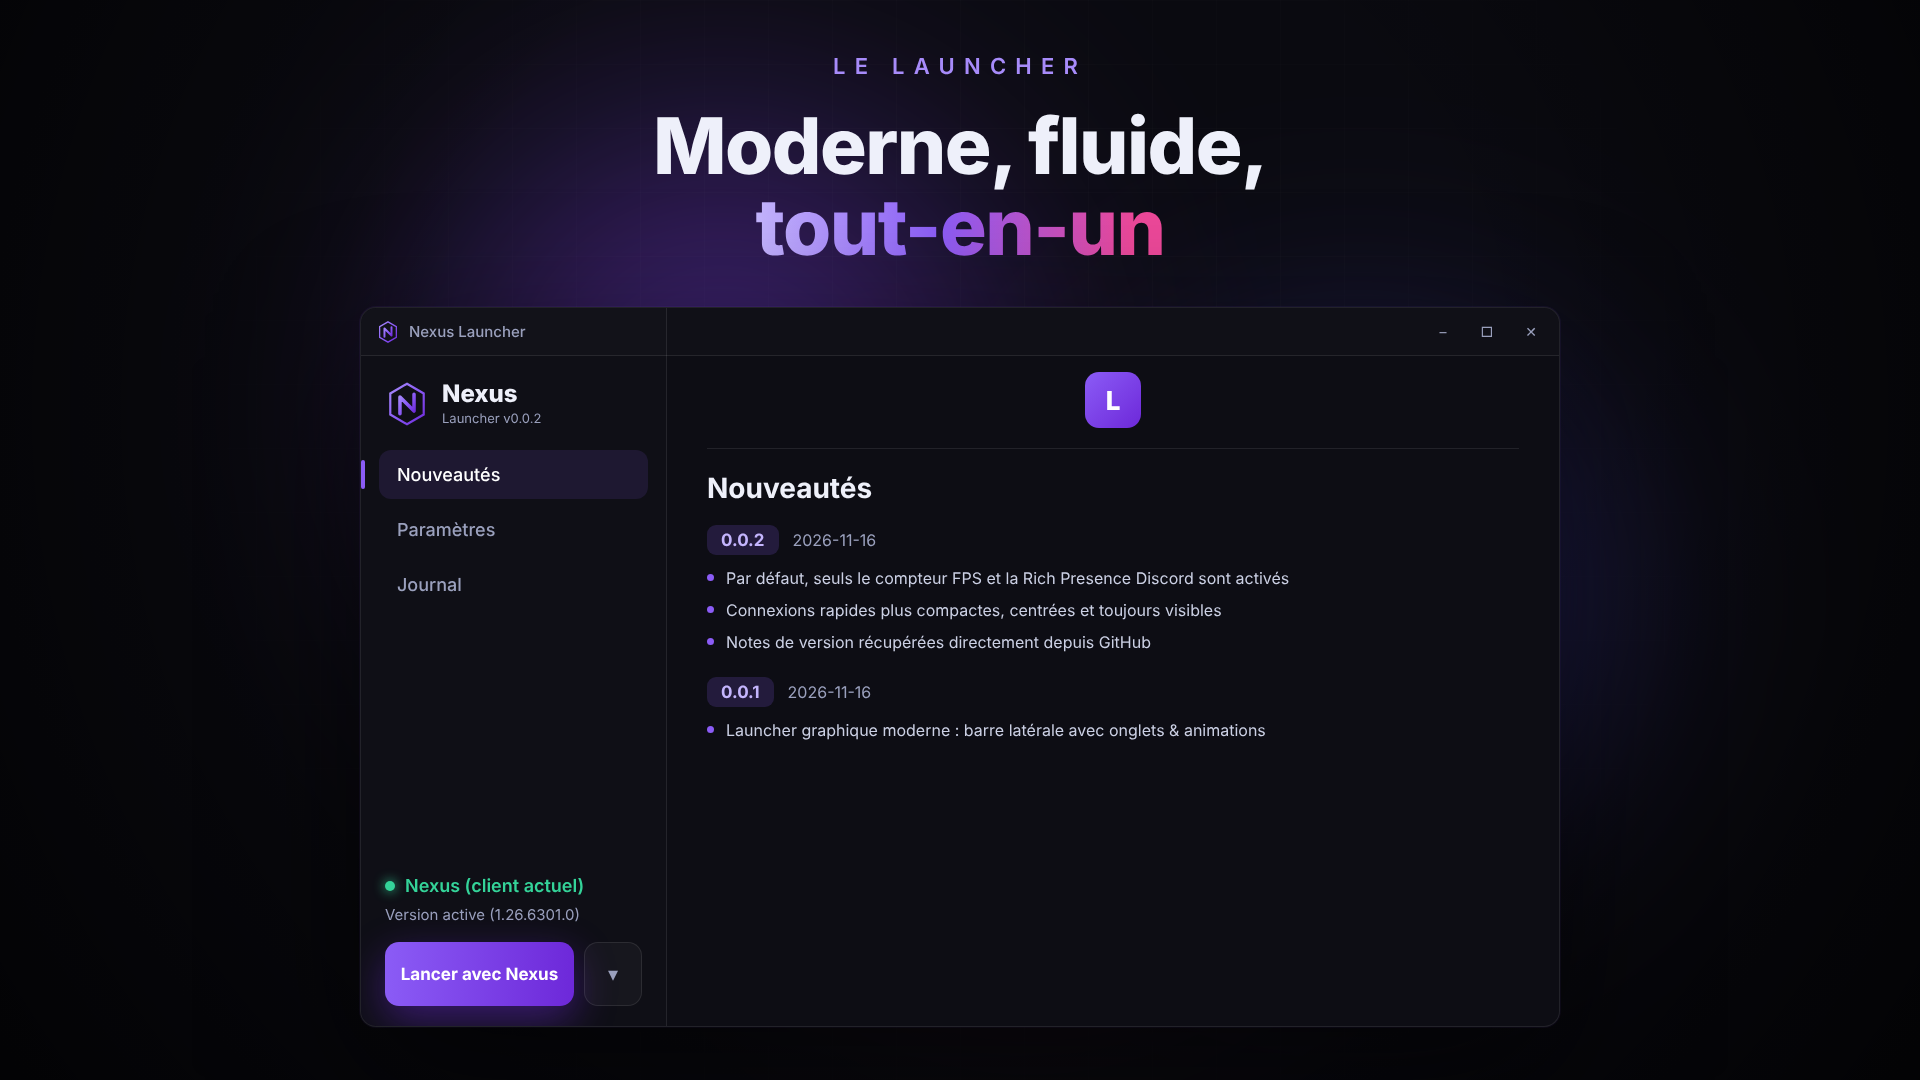 LE LAUNCHER
Moderne, fluide,
tout-en-un
Nexus Launcher
Nexus
Launcher v0.0.2
Nouveautés
Paramètres
Journal
Nexus (client actuel)
Version active (1.26.6301.0)
Lancer avec Nexus
L
Nouveautés
0.0.2 2026-11-16
Par défaut, seuls le compteur FPS et la Rich Presence Discord sont activés
Connexions rapides plus compactes, centrées et toujours visibles
Notes de version récupérées directement depuis GitHub
0.0.1 2026-11-16
Launcher graphique moderne : barre latérale avec onglets & animations